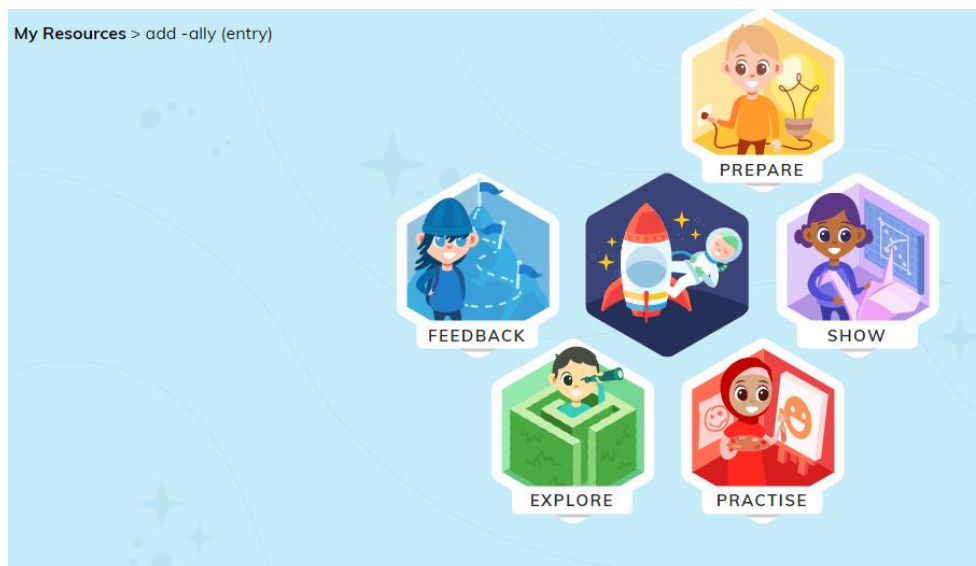 My Resources > add -ally (entry)
PREPARE
FEEDBACK
SHOW
EXPLORE
PRACTISE